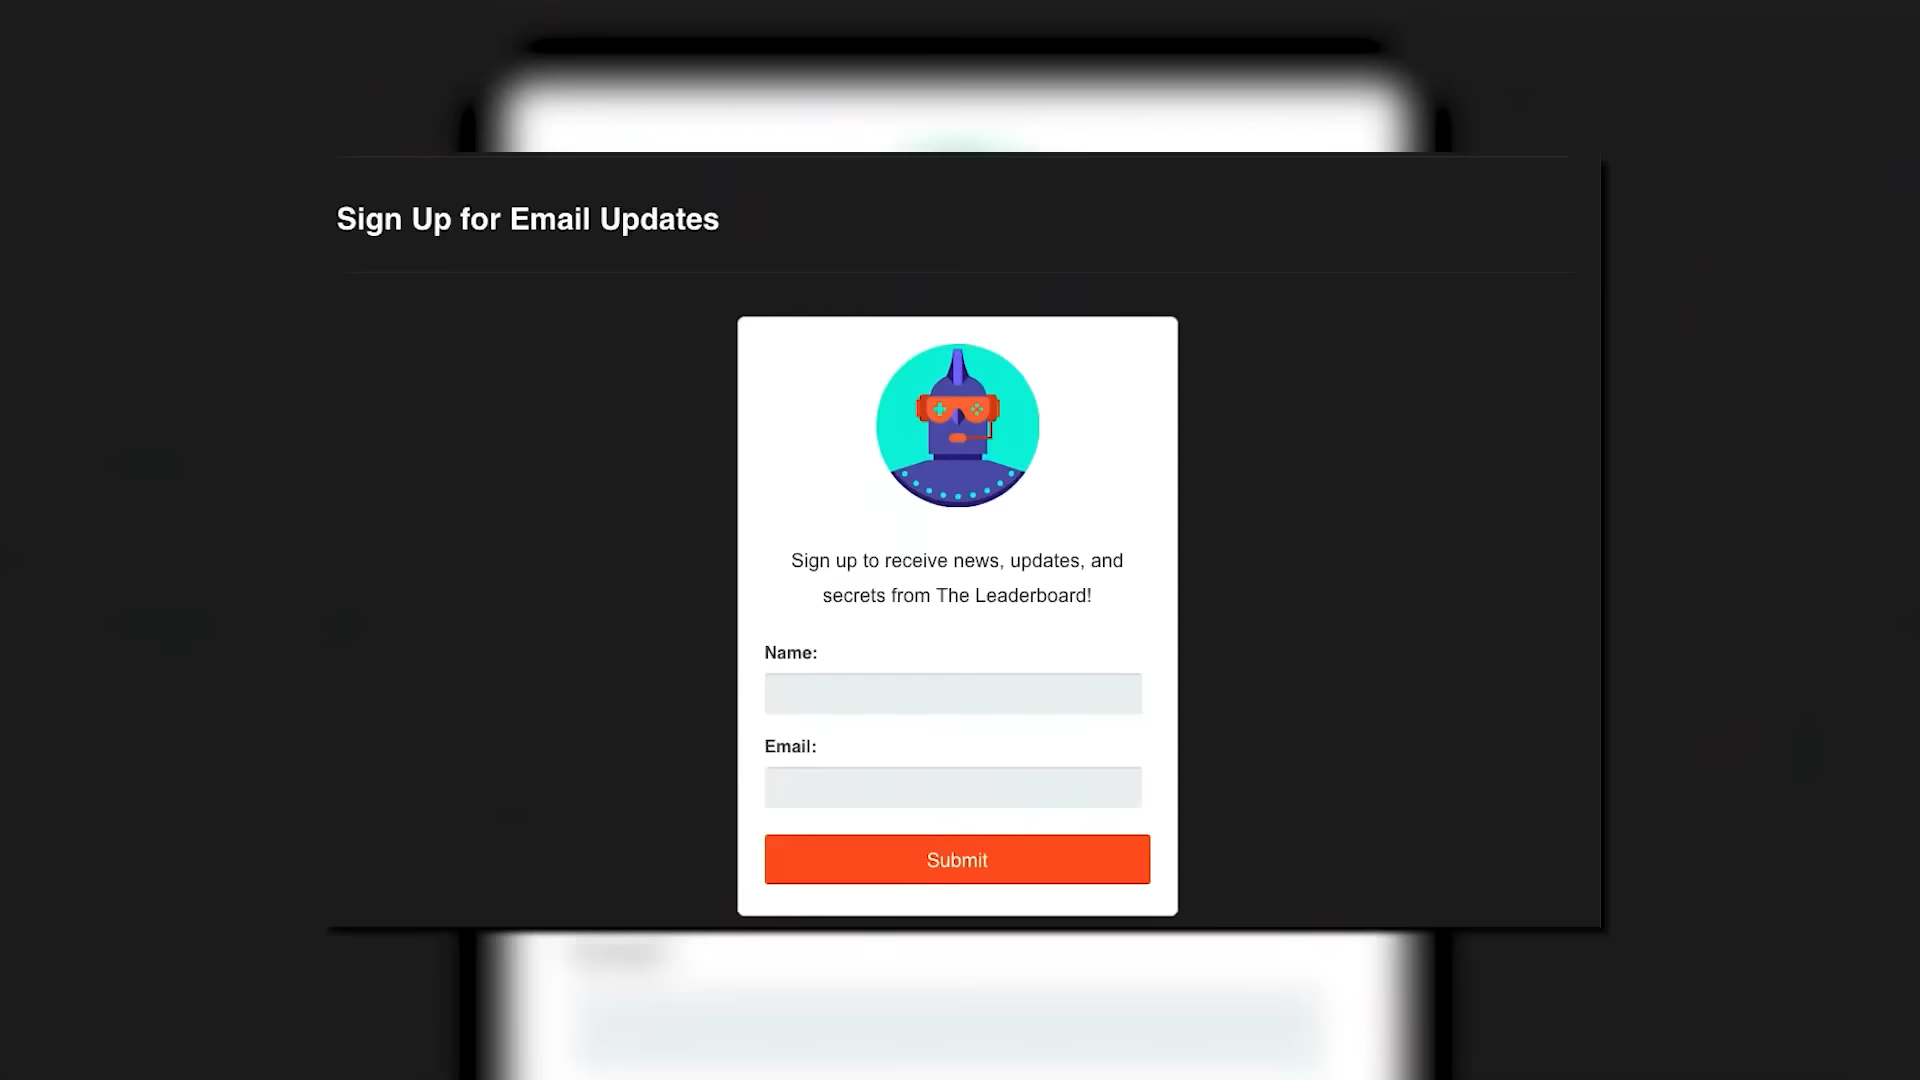 Sign Up for Email Updates
Sign up to receive news, updates, and
secrets from The Leaderboard!
Name:
Email:
Submit